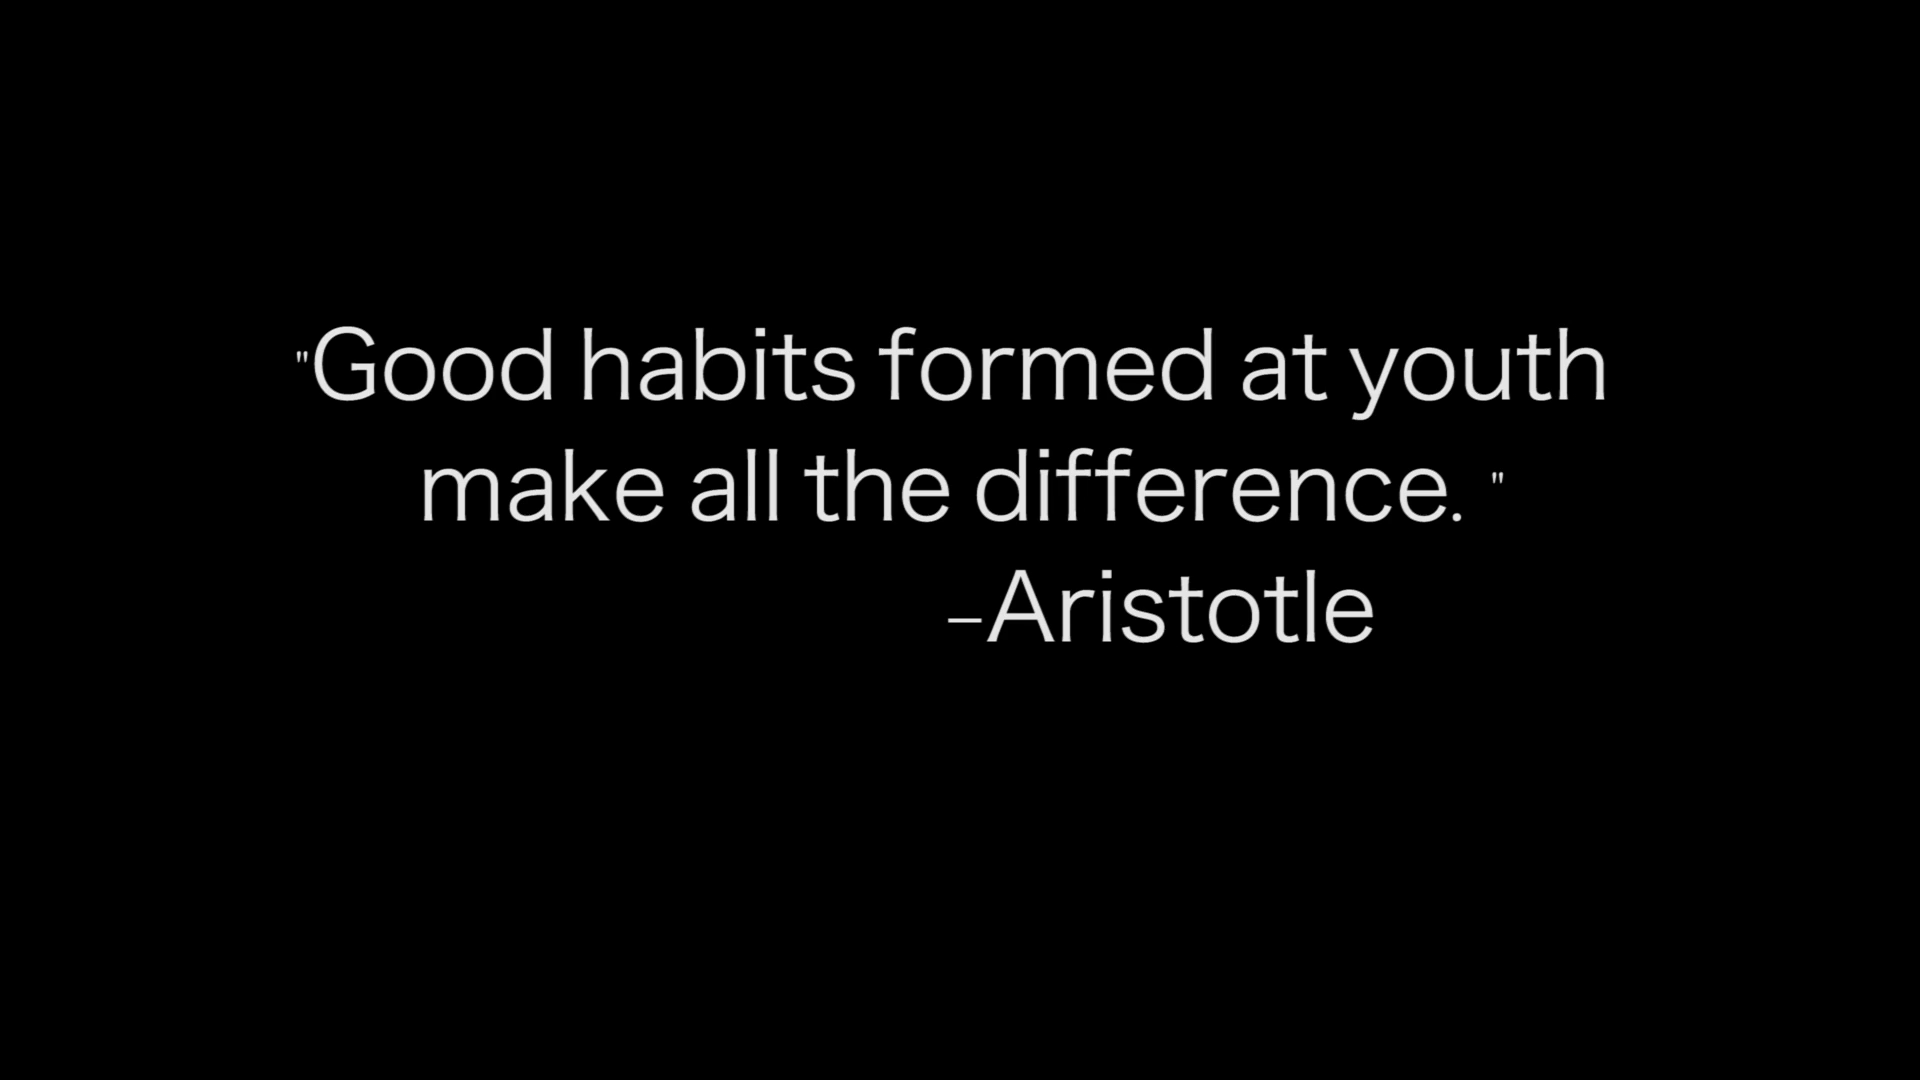 "Good habits formed at youth
make all the difference. "
–Aristotle